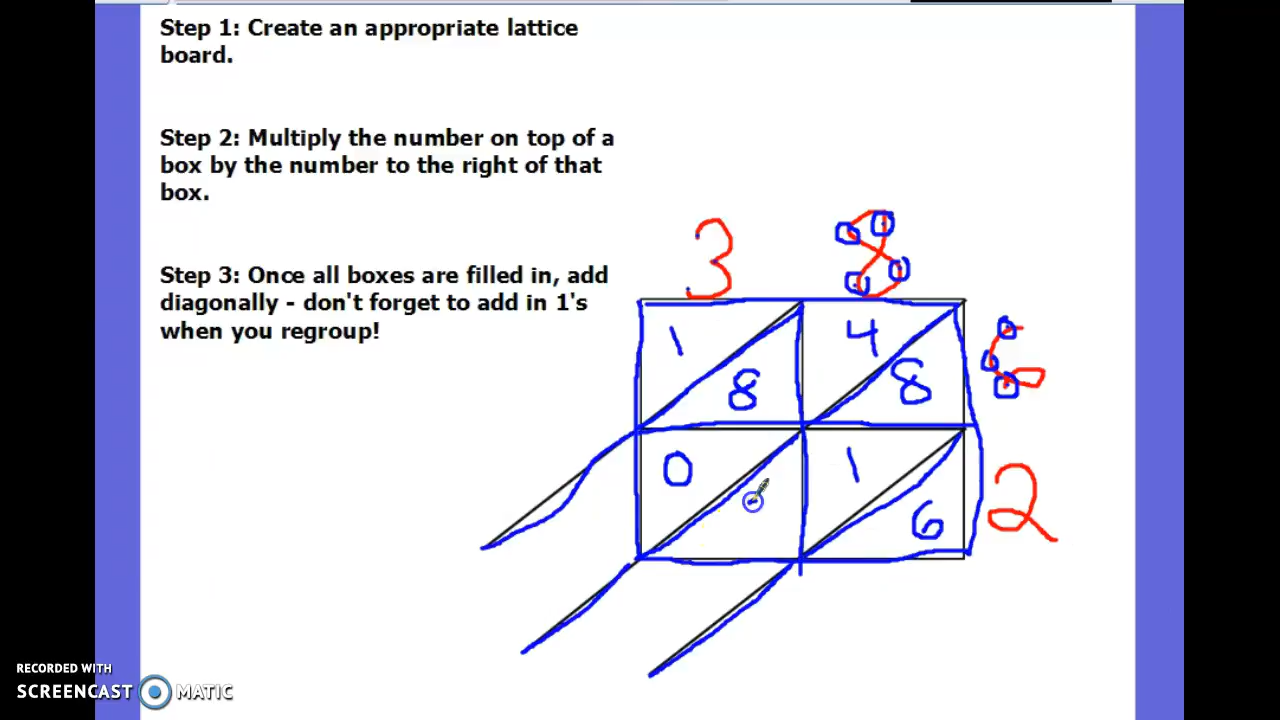 Step 1: Create an appropriate lattice
board.
Step 2: Multiply the number on top of a
box by the number to the right of that
box.
Step 3: Once all boxes are filled in, add
diagonally - don't forget to add in 1's
when you regroup!
3 8
1 8 4 8 6
0 1 6 2
RECORDED WITH
SCREENCAST MATIC